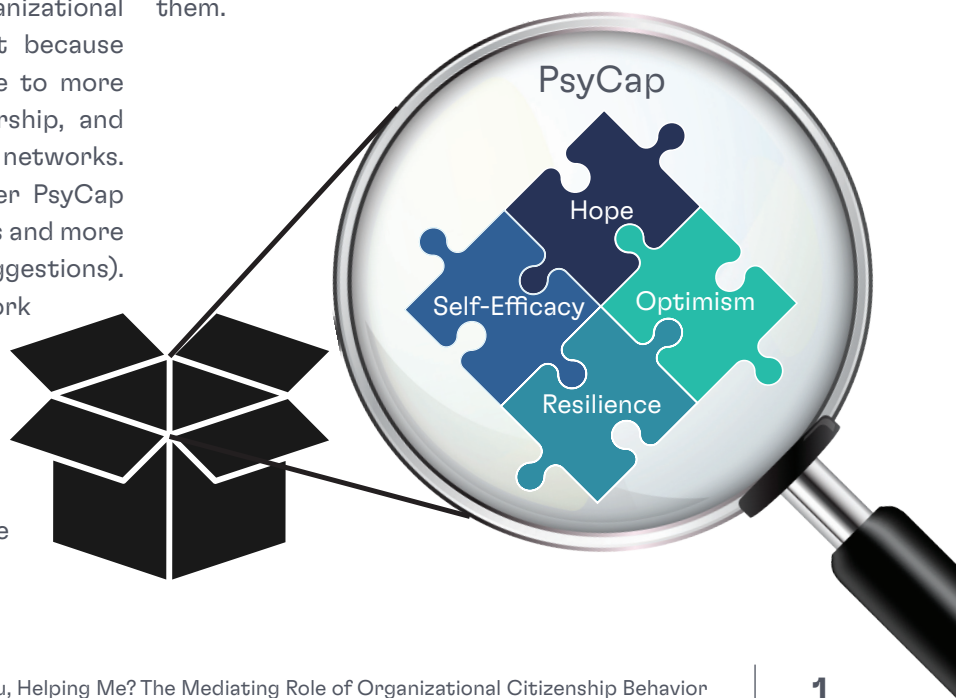 anizational
them.
t because
e to more
rship, and
networks.
er PsyCap
s and more
ggestions).
ork
e
PsyCap
Hope
Self-Efficacy
Optimism
Resilience
u, Helping Me? The Mediating Role of Organizational Citizenship Behavior
1